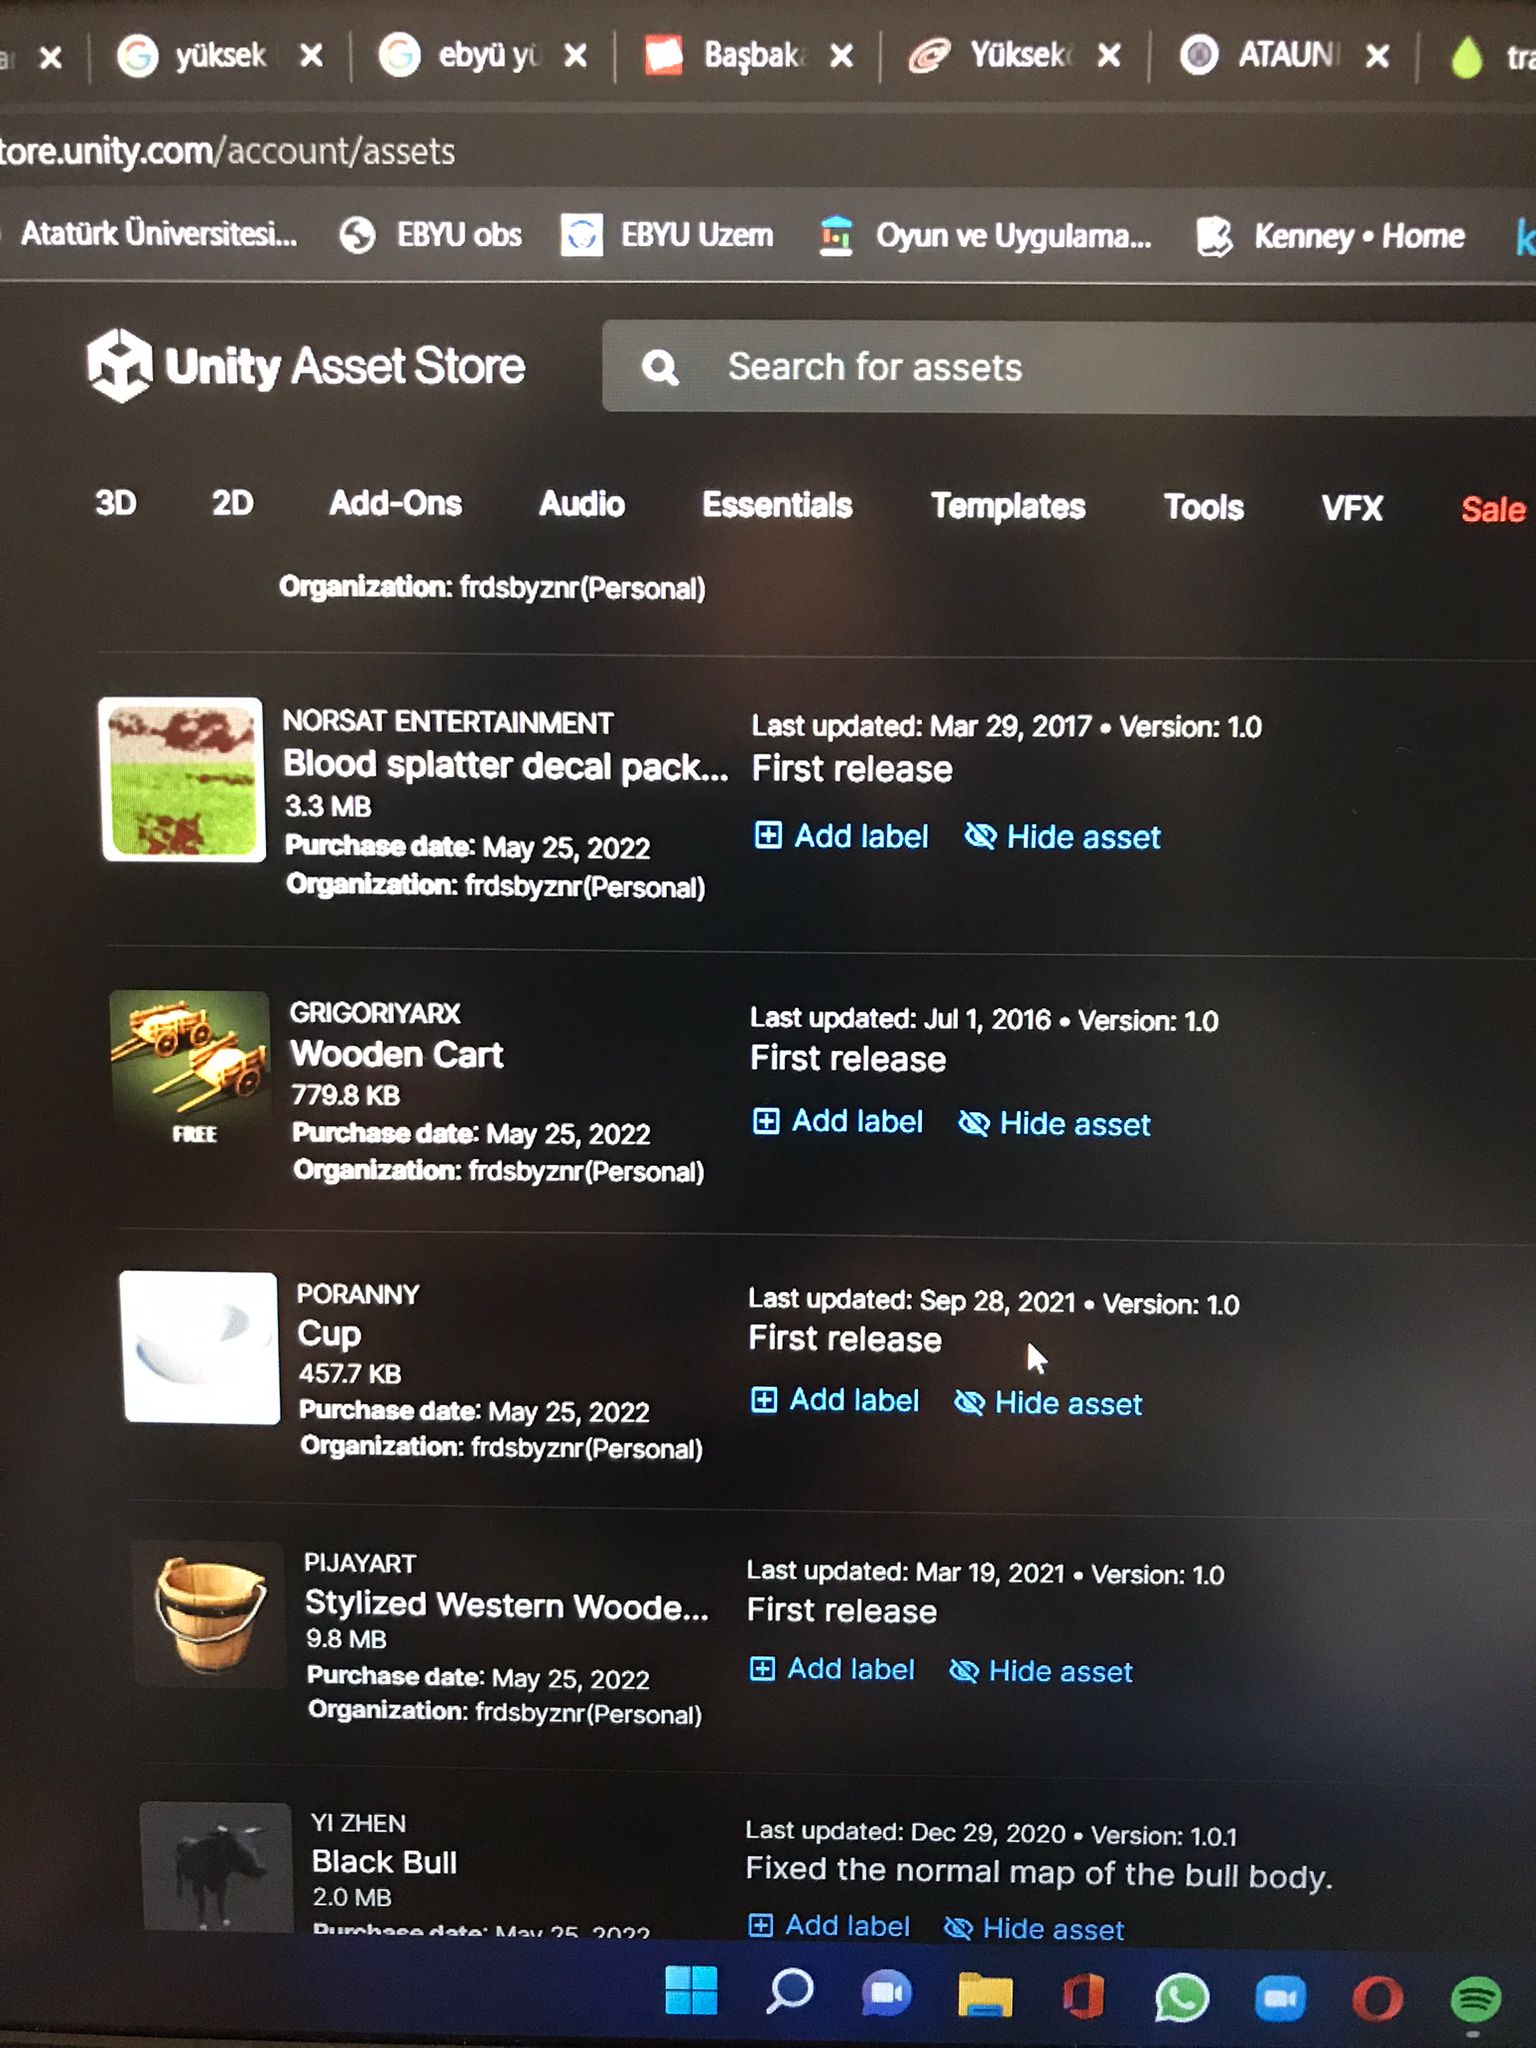 yüksek
ebyü yü
Başbak
Yüksek
ATAUN
tra
tore.unity.com/account/assets
Atatürk Üniversitesi...
EBYU obs
EBYU Uzem
Oyun ve Uygulama...
Kenney • Home
k
Unity Asset Store
Search for assets
3D
2D
Add-Ons
Audio
Essentials
Templates
Tools
VFX
Sale
Organization: frdsbyznr(Personal)
NORSAT ENTERTAINMENT
Blood splatter decal pack...
3.3 MB
Purchase date: May 25, 2022
Organization: frdsbyznr(Personal)
Last updated: Mar 29, 2017 • Version: 1.0
First release
Add label
Hide asset
FREE
GRIGORIYARX
Wooden Cart
779.8 KB
Purchase date: May 25, 2022
Organization: frdsbyznr(Personal)
Last updated: Jul 1, 2016 • Version: 1.0
First release
Add label
Hide asset
PORANNY
Cup
457.7 KB
Purchase date: May 25, 2022
Organization: frdsbyznr(Personal)
Last updated: Sep 28, 2021 • Version: 1.0
First release
Add label
Hide asset
PIJAYART
Stylized Western Woode...
9.8 MB
Purchase date: May 25, 2022
Organization: frdsbyznr(Personal)
Last updated: Mar 19, 2021 • Version: 1.0
First release
Add label
Hide asset
YI ZHEN
Black Bull
2.0 MB
Purchase date: May 25, 2022
Last updated: Dec 29, 2020 • Version: 1.0.1
Fixed the normal map of the bull body.
Add label
Hide asset